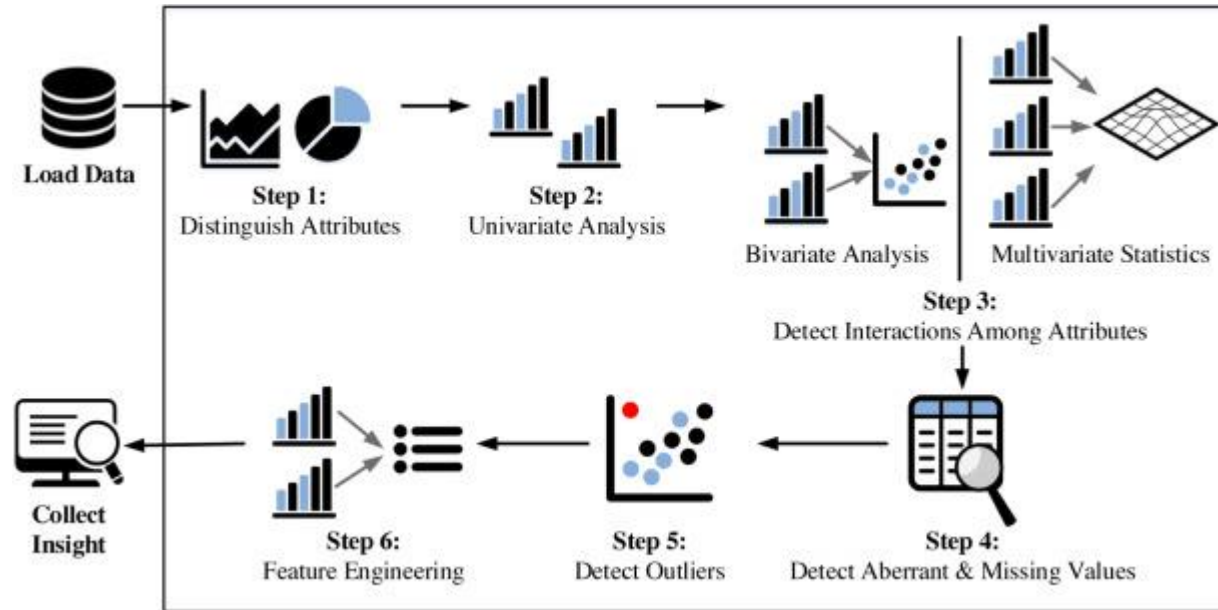 Load Data
Step 1:
Distinguish Attributes
Step 2:
Univariate Analysis
Bivariate Analysis
Multivariate Statistics
Step 3:
Detect Interactions Among Attributes
Step 4:
Detect Aberrant & Missing Values
Step 5:
Detect Outliers
Step 6:
Feature Engineering
Collect
Insight